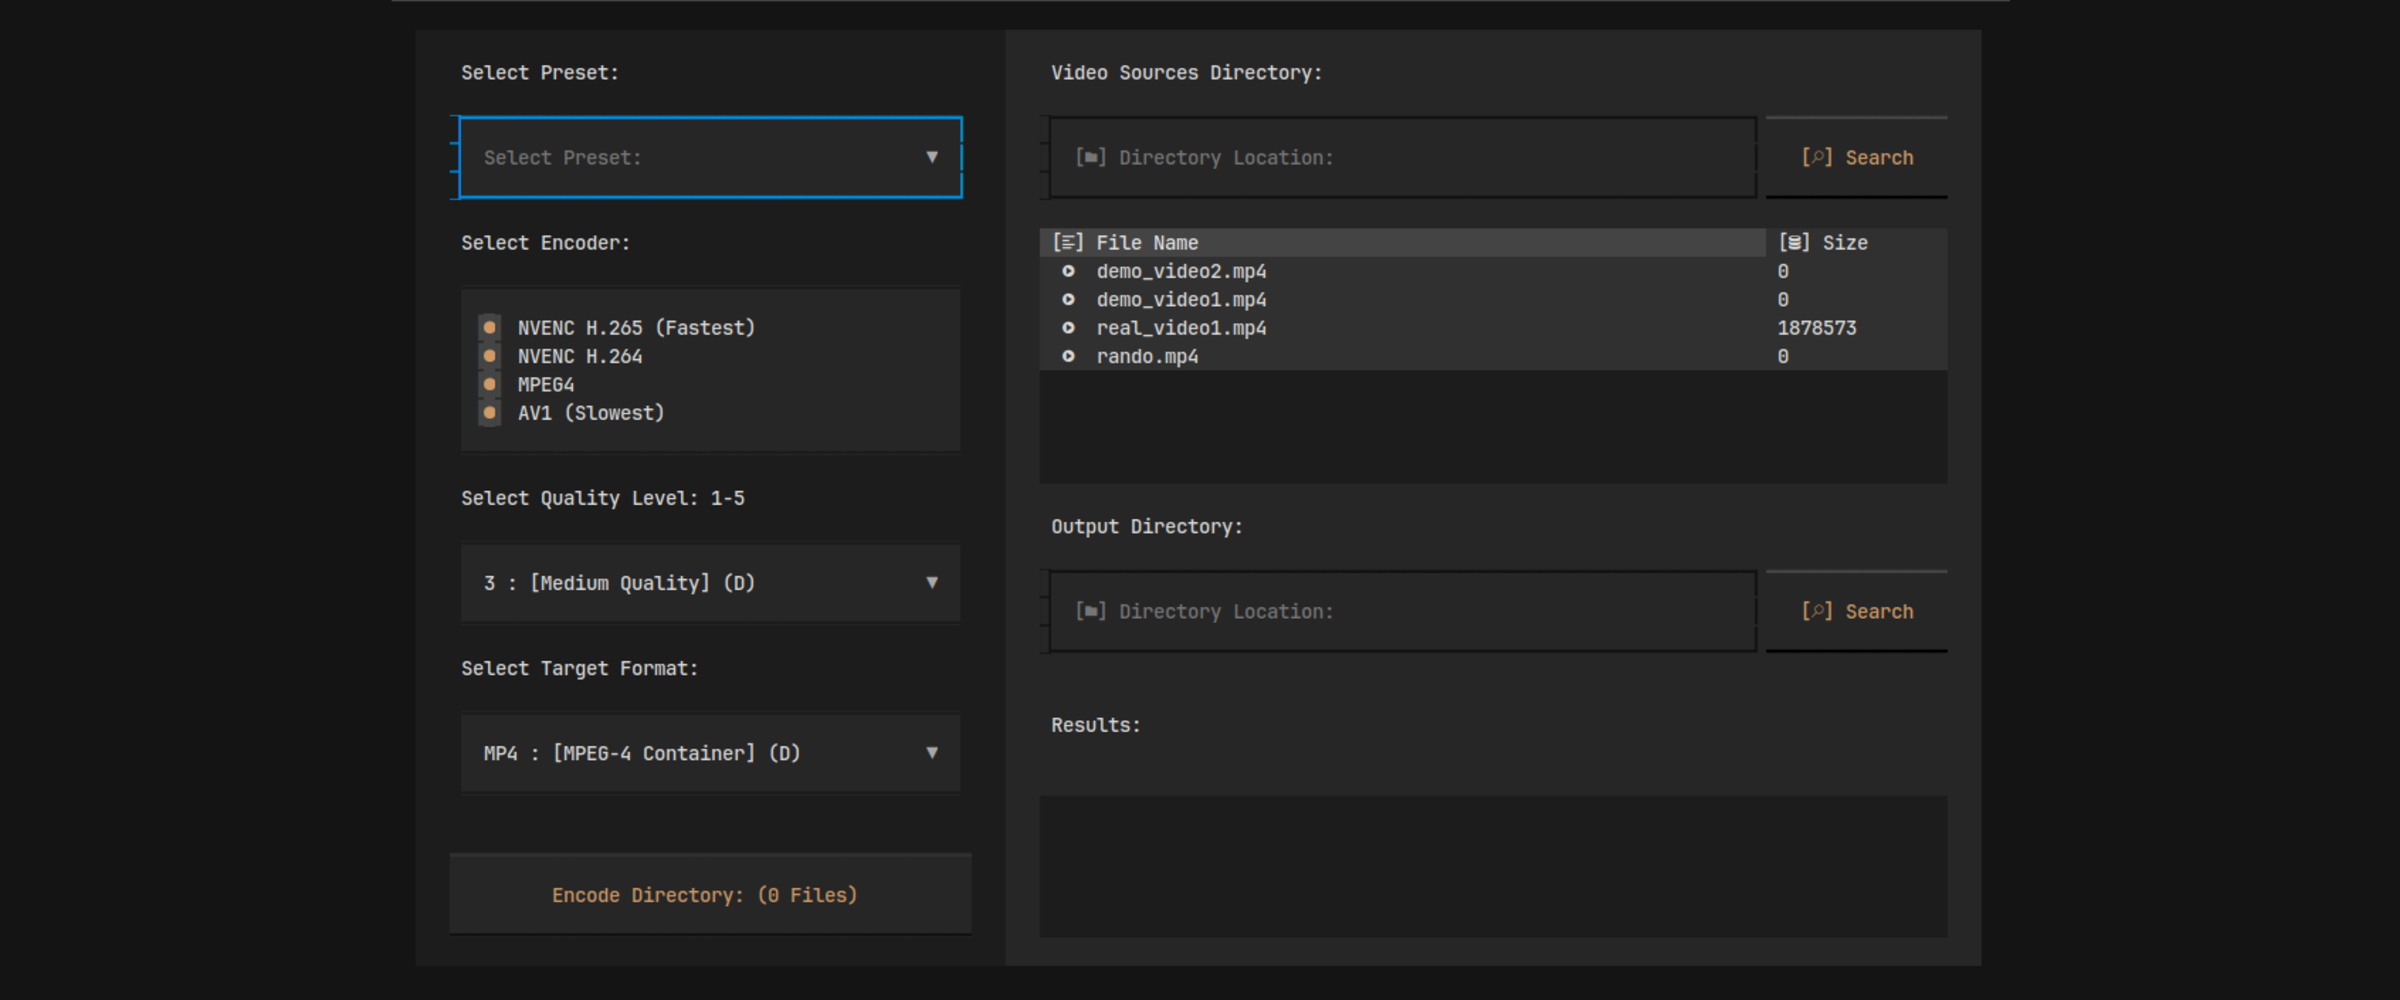 Select Preset:
Select Preset: ▼
Select Encoder:
NVENC H.265 (Fastest)
NVENC H.264
MPEG4
AV1 (Slowest)
Select Quality Level: 1-5
3 : [Medium Quality] (D) ▼
Select Target Format:
MP4 : [MPEG-4 Container] (D) ▼
Encode Directory: (0 Files)
Video Sources Directory:
Directory Location:
Search
File Name Size
demo_video2.mp4 0
demo_video1.mp4 0
real_video1.mp4 1878573
rando.mp4 0
Output Directory:
Directory Location:
Search
Results: